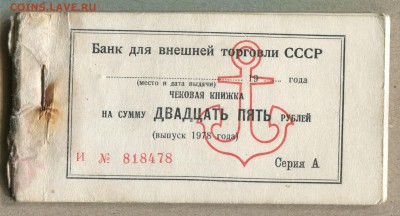 COINS.LAVE.RU
Банк для внешней торговли СССР
19 года
(место и дата выдачи)
ЧЕКОВАЯ КНИЖКА
НА СУММУ ДВАДЦАТЬ ПЯТЬ РУБЛЕЙ
(выпуск 1978 года)
И № 818478
Серия А